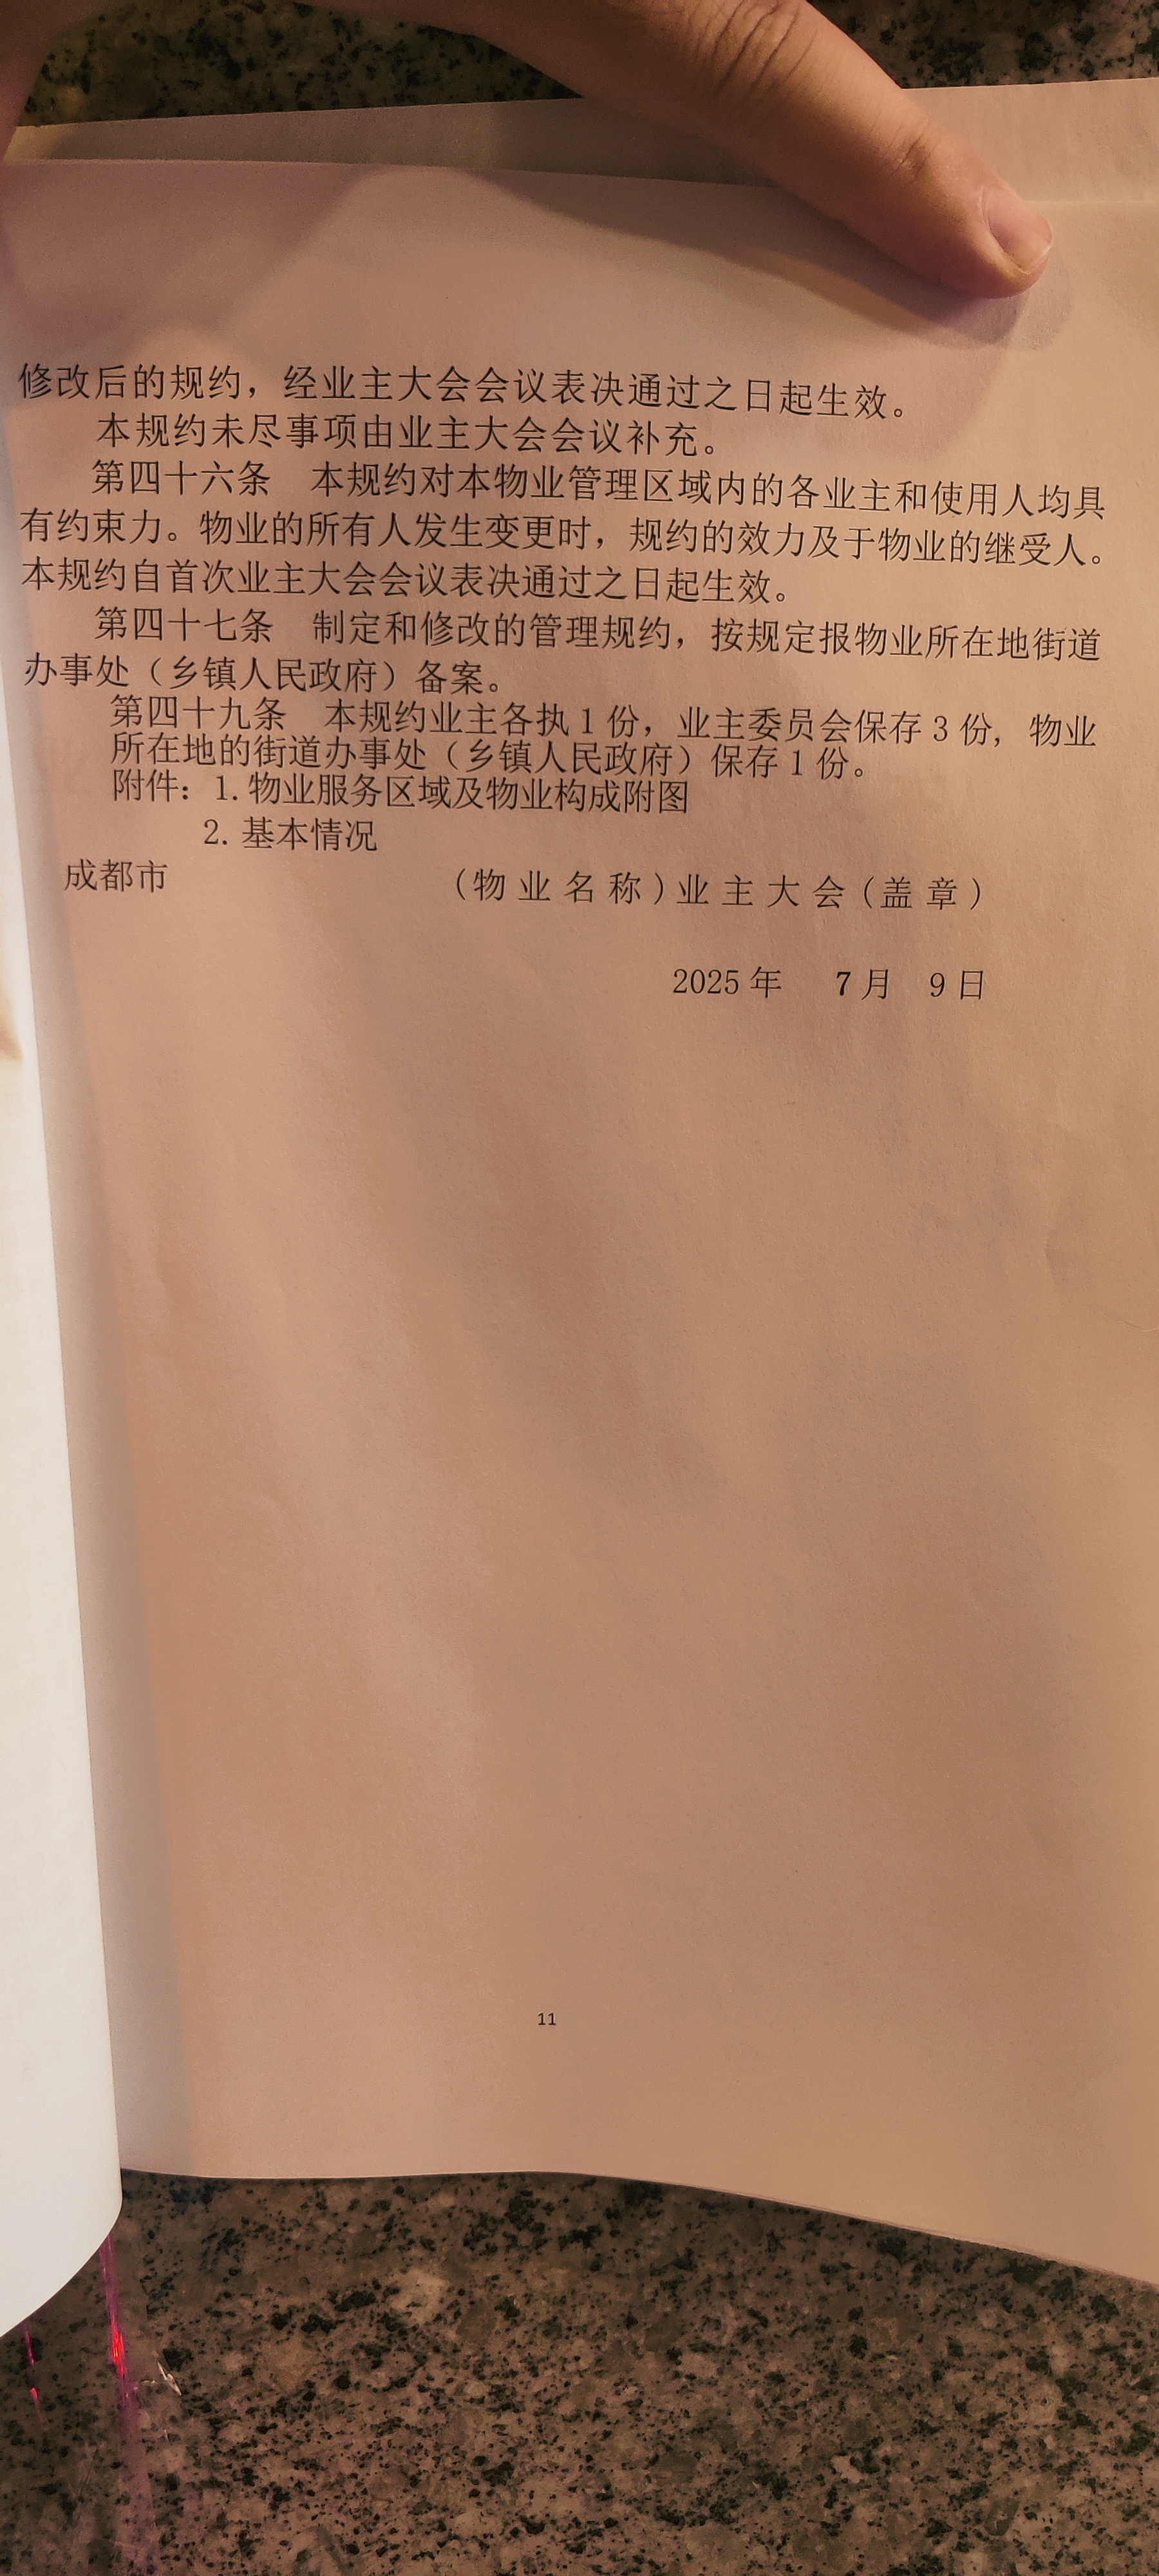 修改后的规约，经业主大会会议表决通过之日起生效。
本规约未尽事项由业主大会会议补充。
第四十六条　本规约对本物业管理区域内的各业主和使用人均具
有约束力。物业的所有人发生变更时，规约的效力及于物业的继受人。
本规约自首次业主大会会议表决通过之日起生效。
第四十七条　制定和修改的管理规约，按规定报物业所在地街道
办事处（乡镇人民政府）备案。
第四十九条　本规约业主各执 1 份，业主委员会保存 3 份, 物业
所在地的街道办事处（乡镇人民政府）保存 1 份。
附件：1. 物业服务区域及物业构成附图
2. 基本情况
成都市　　　　　　　　（物 业 名 称）业 主 大 会（盖 章）
2025 年　7 月　9 日
11